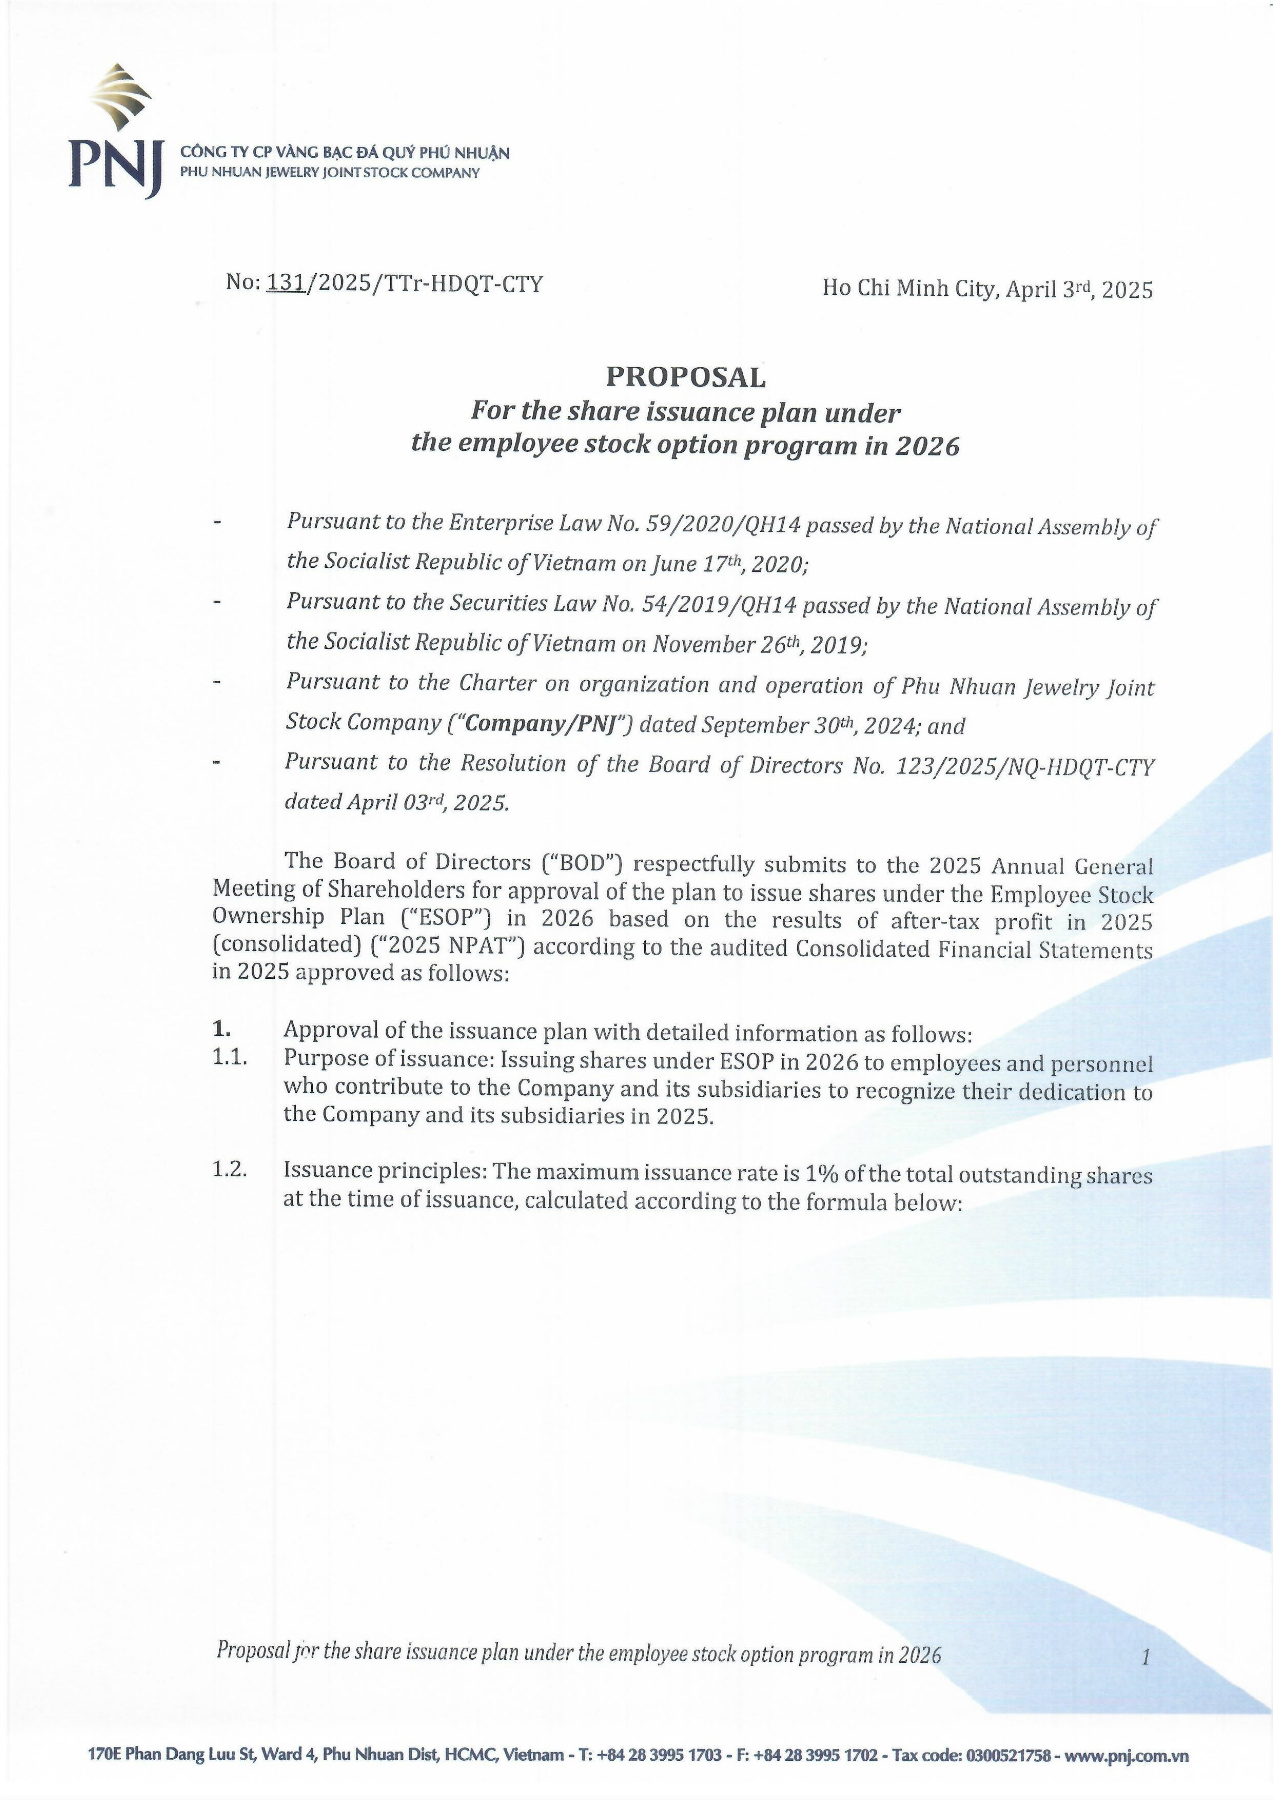 PNJ
CÔNG TY CP VÀNG BẠC ĐÁ QUÝ PHÚ NHUẬN
PHU NHUAN JEWELRY JOINT STOCK COMPANY
No: 131/2025/TTr-HDQT-CTY
Ho Chi Minh City, April 3rd, 2025
PROPOSAL
For the share issuance plan under
the employee stock option program in 2026
- Pursuant to the Enterprise Law No. 59/2020/QH14 passed by the National Assembly of
the Socialist Republic of Vietnam on June 17th, 2020;
- Pursuant to the Securities Law No. 54/2019/QH14 passed by the National Assembly of
the Socialist Republic of Vietnam on November 26th, 2019;
- Pursuant to the Charter on organization and operation of Phu Nhuan Jewelry Joint
Stock Company ("Company/PNJ") dated September 30th, 2024; and
- Pursuant to the Resolution of the Board of Directors No. 123/2025/NQ-HDQT-CTY
dated April 03rd, 2025.
The Board of Directors ("BOD") respectfully submits to the 2025 Annual General
Meeting of Shareholders for approval of the plan to issue shares under the Employee Stock
Ownership Plan ("ESOP") in 2026 based on the results of after-tax profit in 2025
(consolidated) ("2025 NPAT") according to the audited Consolidated Financial Statements
in 2025 approved as follows:
1. Approval of the issuance plan with detailed information as follows:
1.1. Purpose of issuance: Issuing shares under ESOP in 2026 to employees and personnel
who contribute to the Company and its subsidiaries to recognize their dedication to
the Company and its subsidiaries in 2025.
1.2. Issuance principles: The maximum issuance rate is 1% of the total outstanding shares
at the time of issuance, calculated according to the formula below:
Proposal for the share issuance plan under the employee stock option program in 2026
1
170E Phan Dang Luu St, Ward 4, Phu Nhuan Dist, HCMC, Vietnam - T: +84 28 3995 1703 - F: +84 28 3995 1702 - Tax code: 0300521758 - www.pnj.com.vn